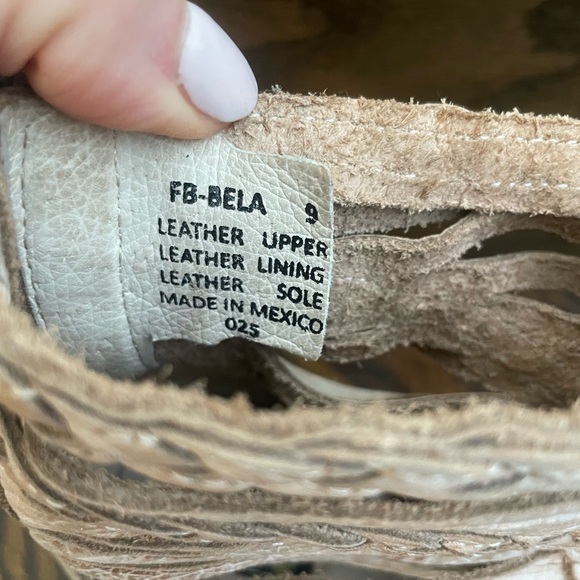 FB-BELA 9
LEATHER UPPER
LEATHER LINING
LEATHER SOLE
MADE IN MEXICO
025